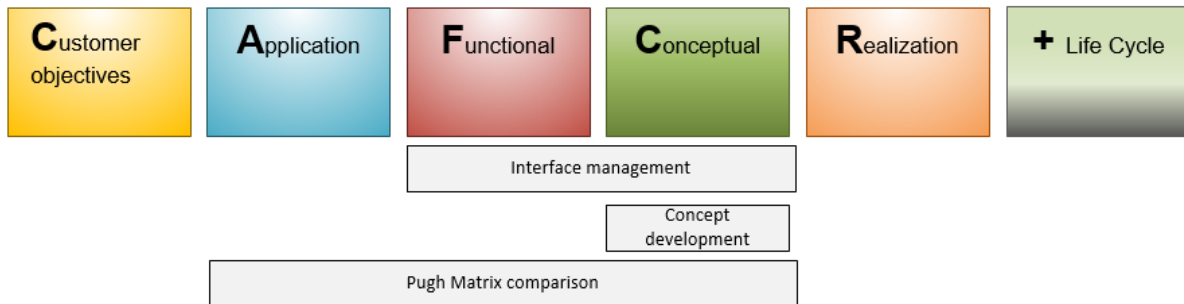 Customer
objectives
Application
Functional
Conceptual
Realization
+ Life Cycle
Interface management
Concept
development
Pugh Matrix comparison